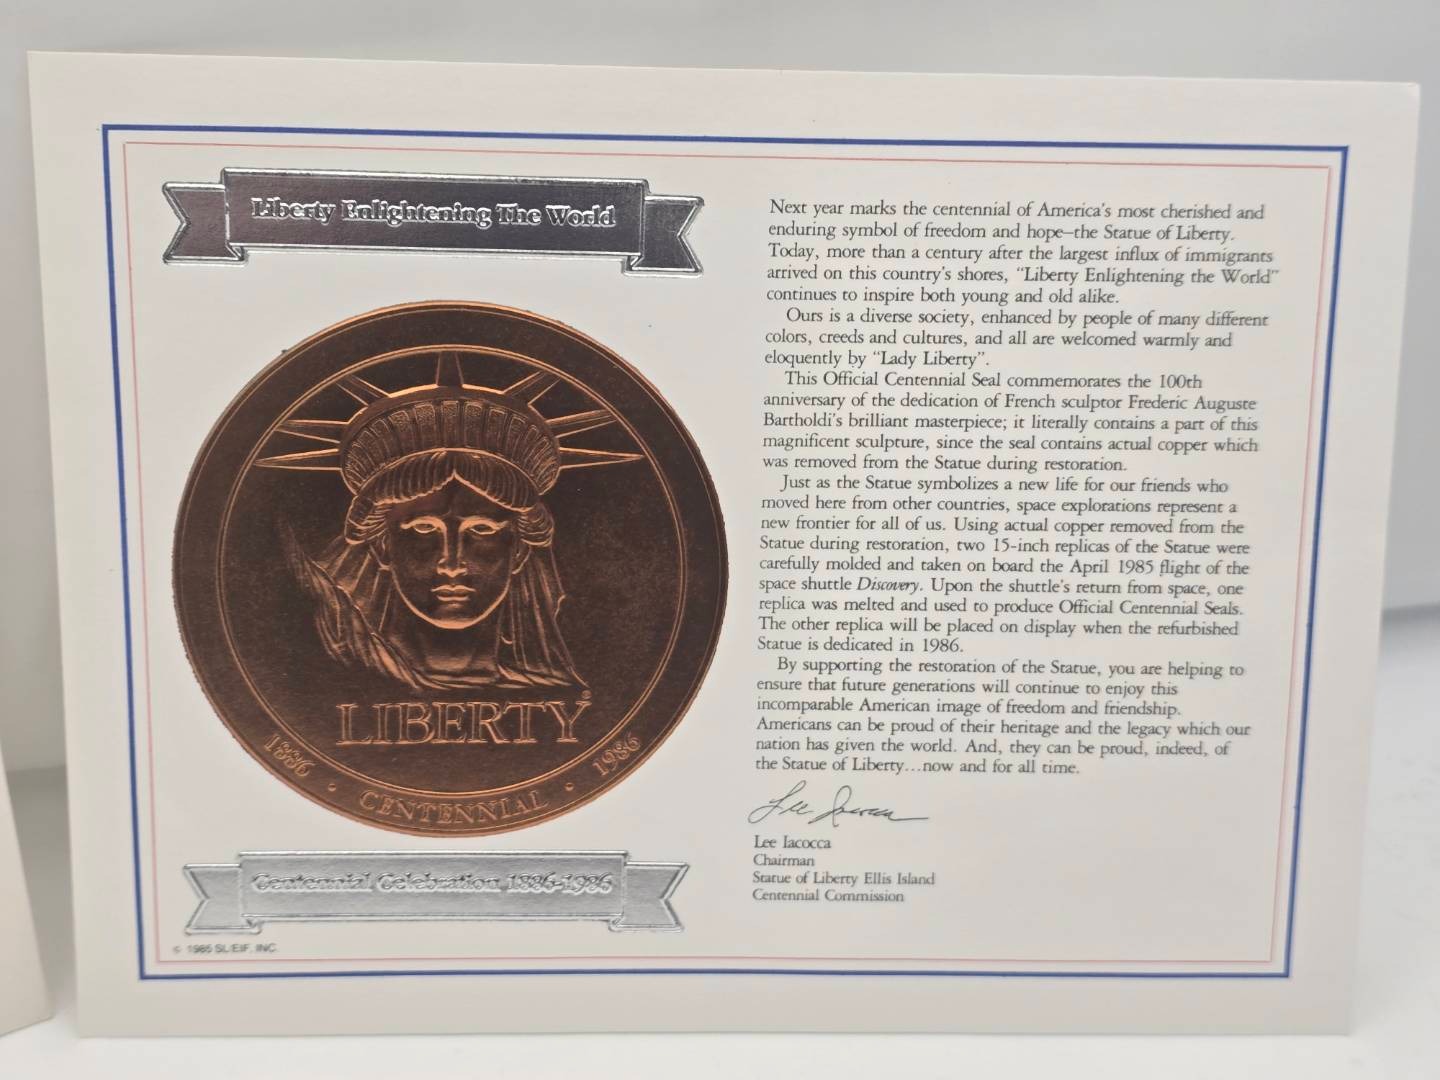 Liberty Enlightening The World
LIBERTY®
1886 · CENTENNIAL · 1986
Centennial Celebration 1886-1986
© 1985 SL/EIF, INC.
Next year marks the centennial of America's most cherished and
enduring symbol of freedom and hope–the Statue of Liberty.
Today, more than a century after the largest influx of immigrants
arrived on this country's shores, "Liberty Enlightening the World"
continues to inspire both young and old alike.
Ours is a diverse society, enhanced by people of many different
colors, creeds and cultures, and all are welcomed warmly and
eloquently by "Lady Liberty".
This Official Centennial Seal commemorates the 100th
anniversary of the dedication of French sculptor Frederic Auguste
Bartholdi's brilliant masterpiece; it literally contains a part of this
magnificent sculpture, since the seal contains actual copper which
was removed from the Statue during restoration.
Just as the Statue symbolizes a new life for our friends who
moved here from other countries, space explorations represent a
new frontier for all of us. Using actual copper removed from the
Statue during restoration, two 15-inch replicas of the Statue were
carefully molded and taken on board the April 1985 flight of the
space shuttle Discovery. Upon the shuttle's return from space, one
replica was melted and used to produce Official Centennial Seals.
The other replica will be placed on display when the refurbished
Statue is dedicated in 1986.
By supporting the restoration of the Statue, you are helping to
ensure that future generations will continue to enjoy this
incomparable American image of freedom and friendship.
Americans can be proud of their heritage and the legacy which our
nation has given the world. And, they can be proud, indeed, of
the Statue of Liberty...now and for all time.
Lee Iacocca
Lee Iacocca
Chairman
Statue of Liberty Ellis Island
Centennial Commission